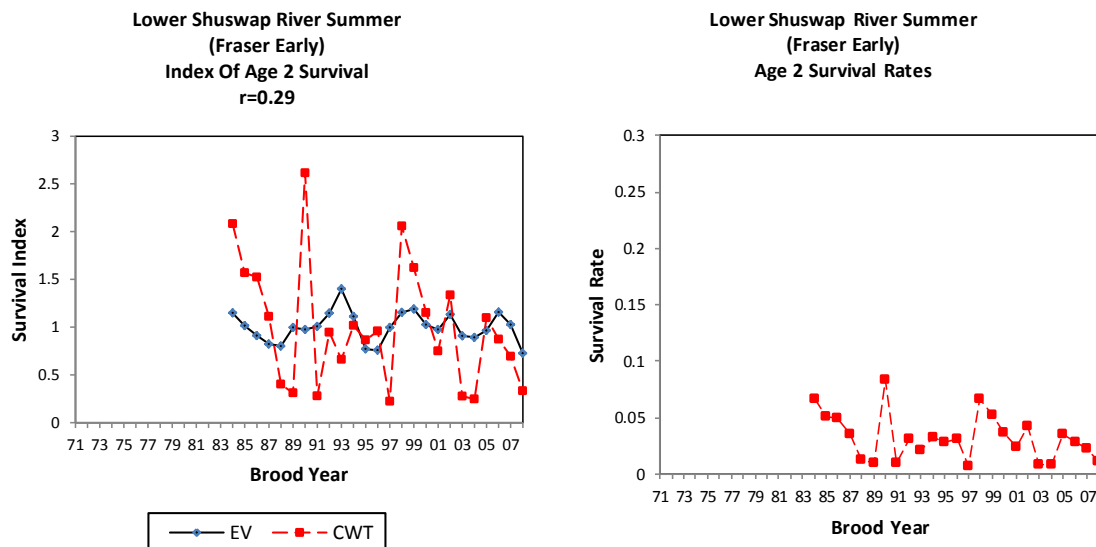 Lower Shuswap River Summer
(Fraser Early)
Index Of Age 2 Survival
r=0.29
3
2.5
2
1.5
1
0.5
0
Survival Index
71 73 75 77 79 81 83 85 87 89 91 93 95 97 99 01 03 05 07
Brood Year
EV CWT
Lower Shuswap River Summer
(Fraser Early)
Age 2 Survival Rates
0.3
0.25
0.2
0.15
0.1
0.05
0
Survival Rate
71 73 75 77 79 81 83 85 87 89 91 93 95 97 99 01 03 05 07
Brood Year